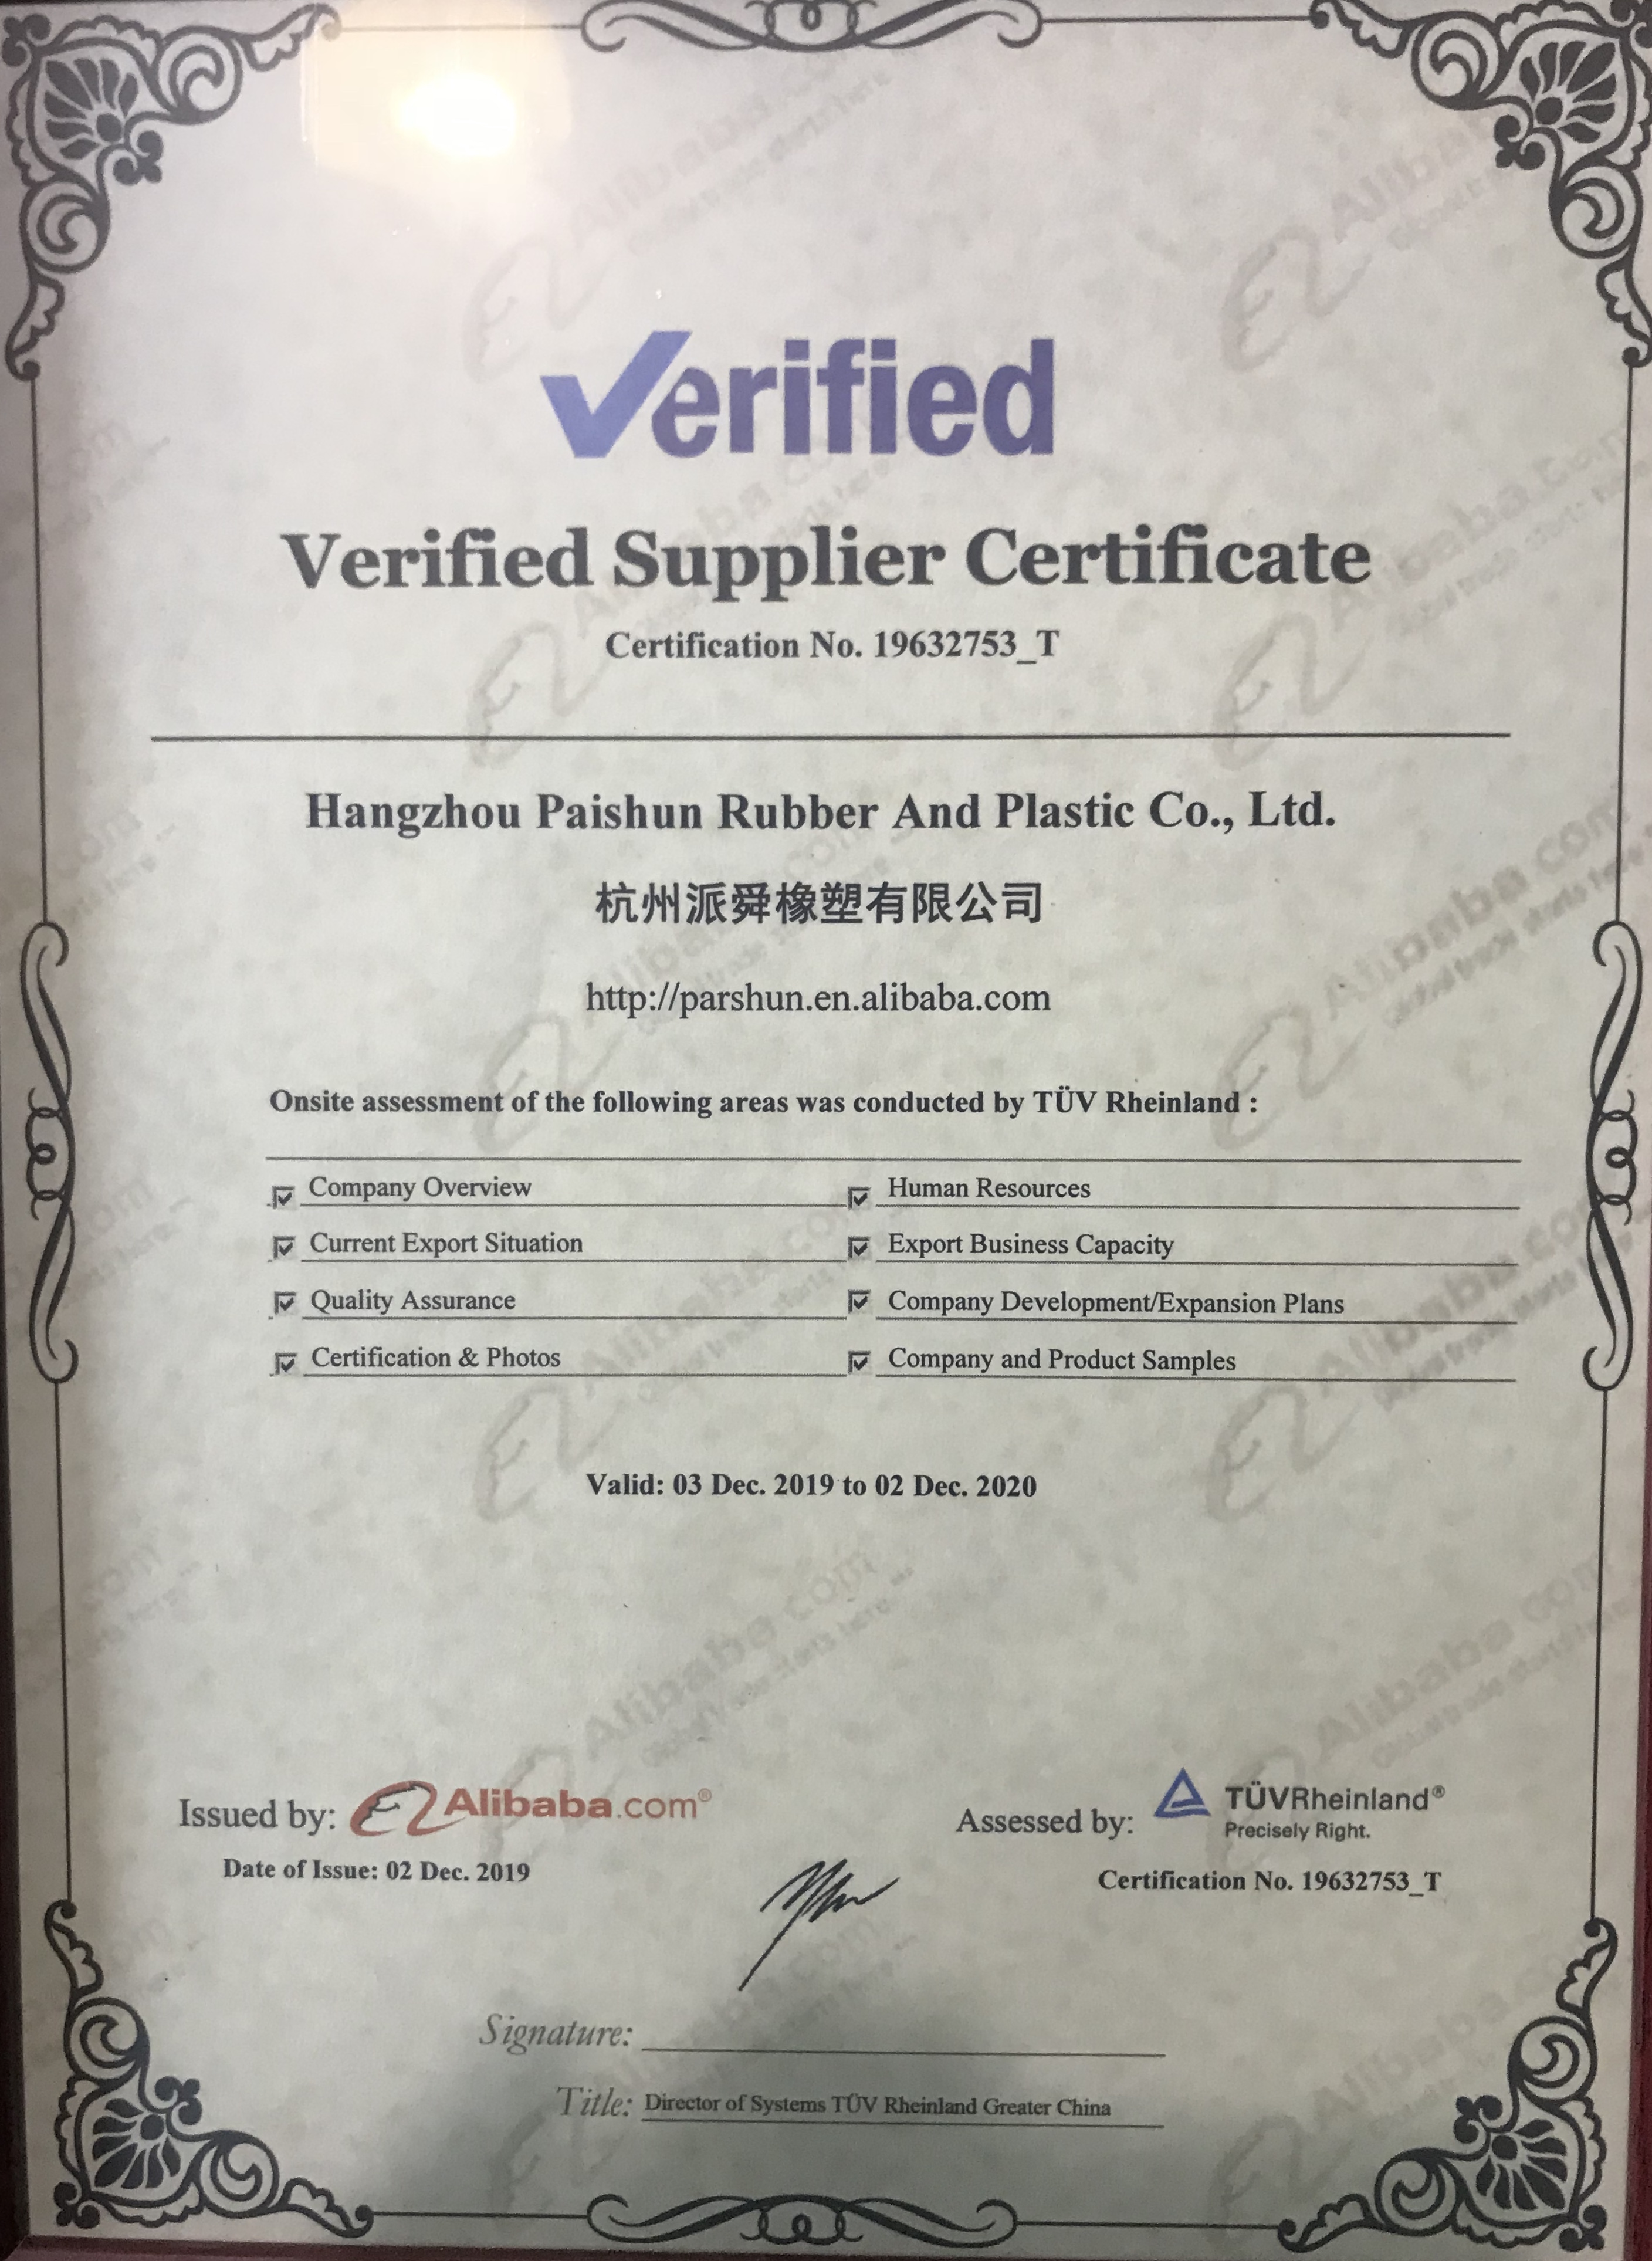 Verified
Verified Supplier Certificate
Certification No. 19632753_T
Hangzhou Paishun Rubber And Plastic Co., Ltd.
杭州派舜橡塑有限公司
http://parshun.en.alibaba.com
Onsite assessment of the following areas was conducted by TÜV Rheinland :
Company Overview
Human Resources
Current Export Situation
Export Business Capacity
Quality Assurance
Company Development/Expansion Plans
Certification & Photos
Company and Product Samples
Valid: 03 Dec. 2019 to 02 Dec. 2020
Issued by: Alibaba.com®
Date of Issue: 02 Dec. 2019
Assessed by: TÜVRheinland®
Precisely Right.
Certification No. 19632753_T
Signature:
Title: Director of Systems TÜV Rheinland Greater China